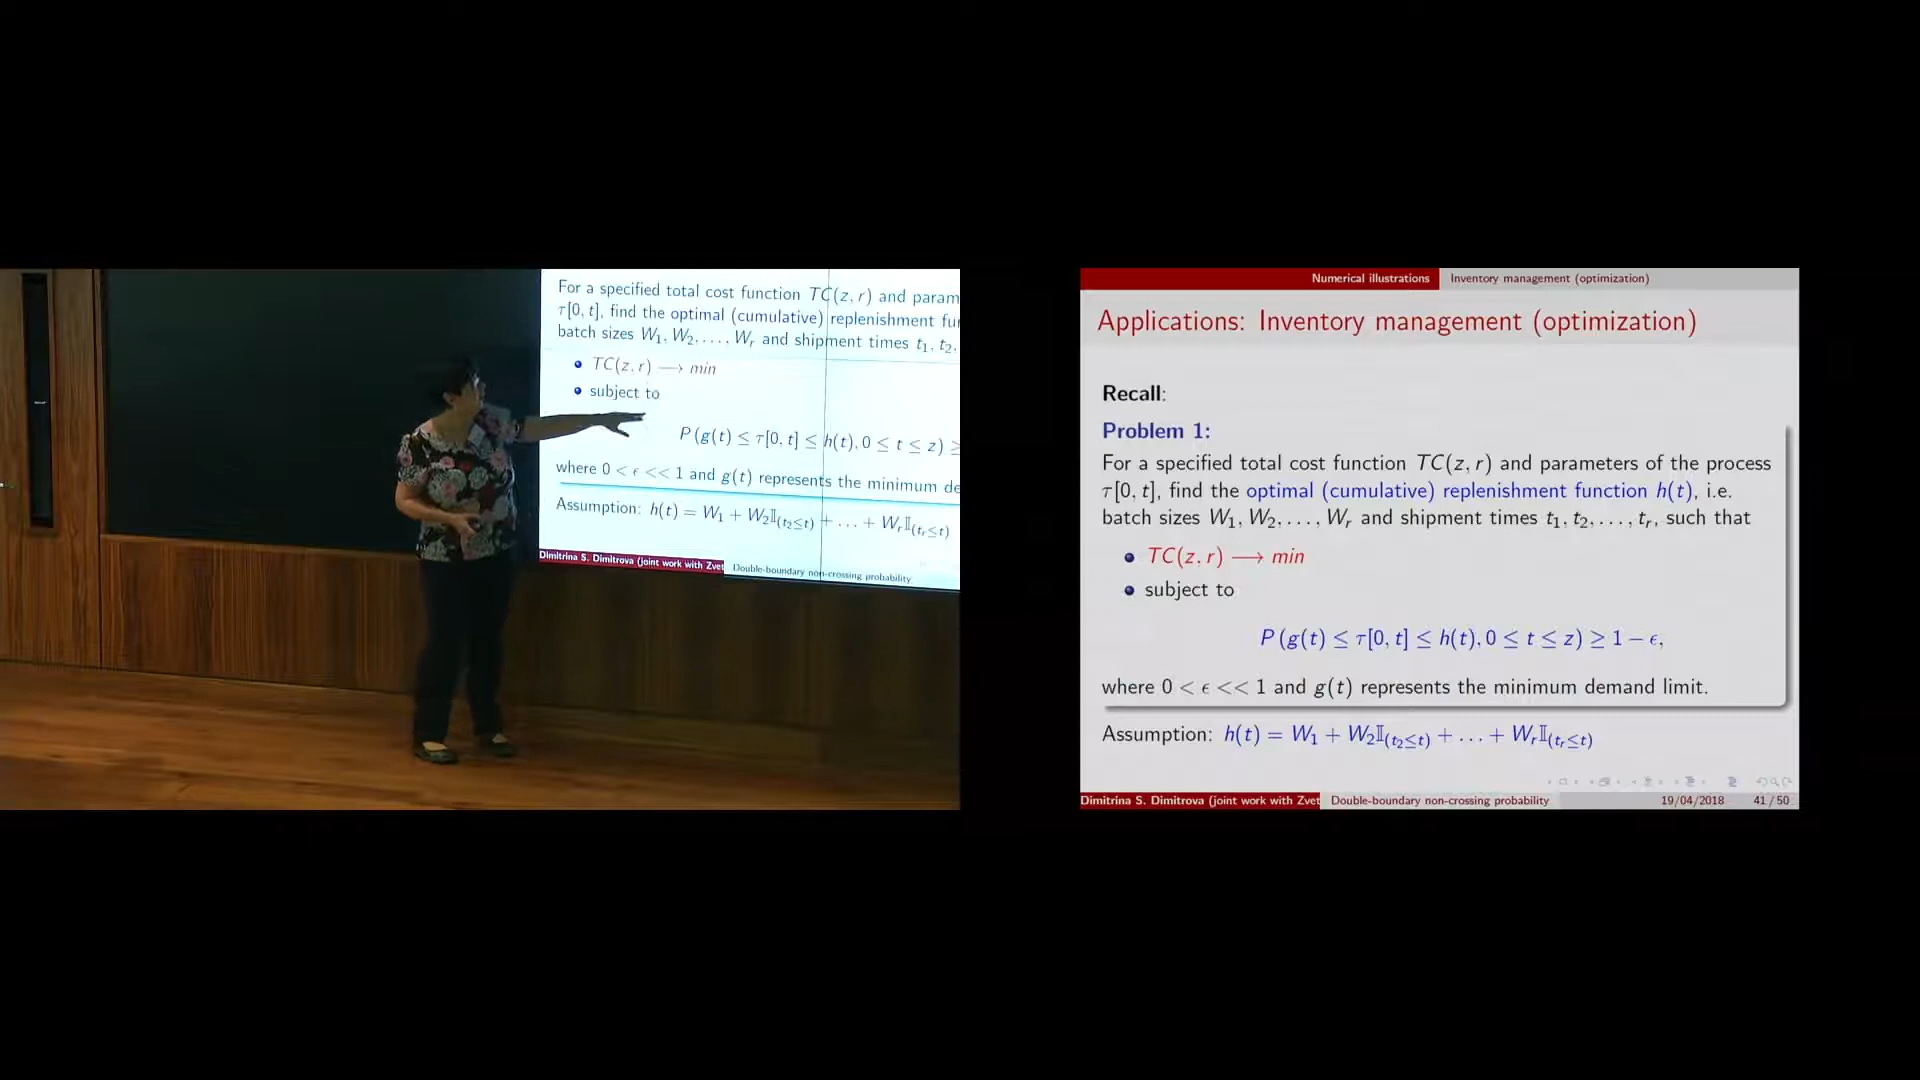 For a specified total cost function TC(z, r) and param
τ[0, t], find the optimal (cumulative) replenishment fu
batch sizes W₁, W₂, . . . , Wᵣ and shipment times t₁, t₂,
• TC(z, r) ⟶ min
• subject to
P (g(t) ≤ τ[0, t] ≤ h(t), 0 ≤ t ≤ z) ≥
where 0 < ϵ << 1 and g(t) represents the minimum de
Assumption: h(t) = W₁ + W₂𝕀(t₂≤t) + . . . + Wᵣ𝕀(tᵣ≤t)
Dimitrina S. Dimitrova (joint work with Zvet Double-boundary non-crossing probability
Numerical illustrations Inventory management (optimization)
Applications: Inventory management (optimization)
Recall:
Problem 1:
For a specified total cost function TC(z, r) and parameters of the process
τ[0, t], find the optimal (cumulative) replenishment function h(t), i.e.
batch sizes W₁, W₂, . . . , Wᵣ and shipment times t₁, t₂, . . . , tᵣ, such that
• TC(z, r) ⟶ min
• subject to
P (g(t) ≤ τ[0, t] ≤ h(t), 0 ≤ t ≤ z) ≥ 1 − ϵ,
where 0 < ϵ << 1 and g(t) represents the minimum demand limit.
Assumption: h(t) = W₁ + W₂𝕀(t₂≤t) + . . . + Wᵣ𝕀(tᵣ≤t)
Dimitrina S. Dimitrova (joint work with Zvet Double-boundary non-crossing probability 19/04/2018 41 / 50